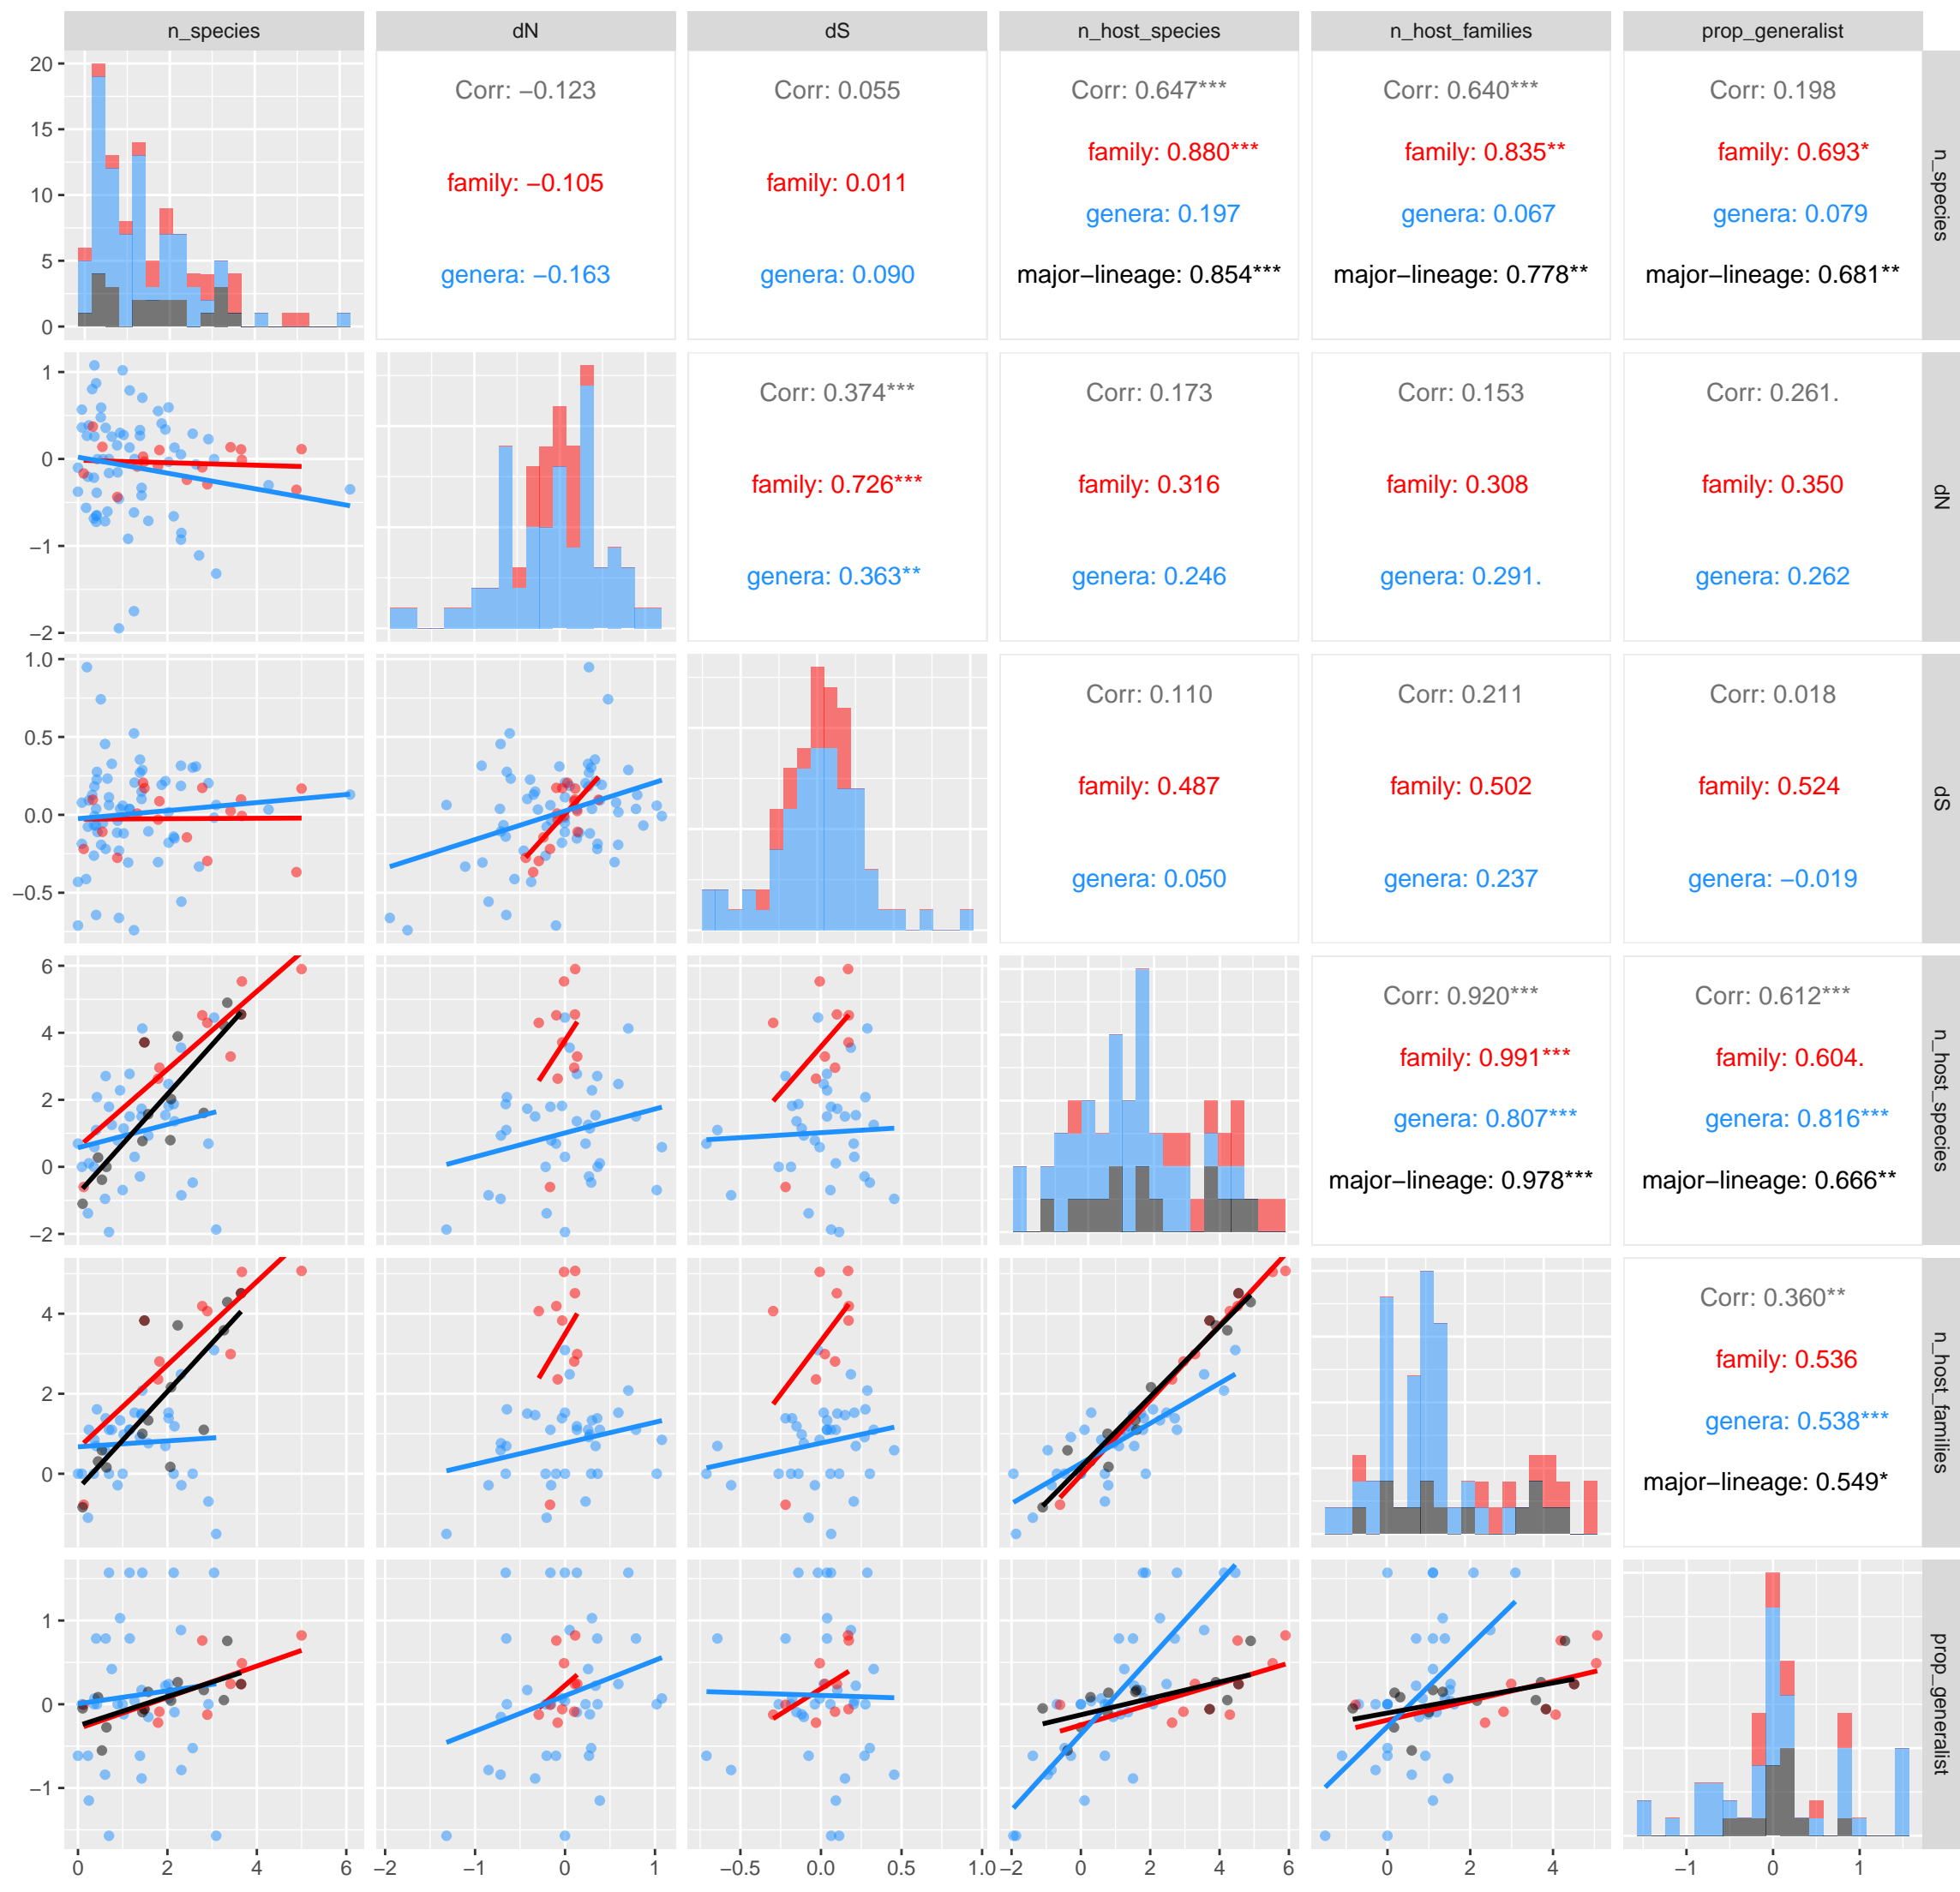 n_species dN dS n_host_species n_host_families prop_generalist
20
15
10
5
0
Corr: −0.123
family: −0.105
genera: −0.163
Corr: 0.055
family: 0.011
genera: 0.090
Corr: 0.647***
family: 0.880***
genera: 0.197
major−lineage: 0.854***
Corr: 0.640***
family: 0.835**
genera: 0.067
major−lineage: 0.778**
Corr: 0.198
family: 0.693*
genera: 0.079
major−lineage: 0.681**
n_species
1
0
−1
−2
Corr: 0.374***
family: 0.726***
genera: 0.363**
Corr: 0.173
family: 0.316
genera: 0.246
Corr: 0.153
family: 0.308
genera: 0.291.
Corr: 0.261.
family: 0.350
genera: 0.262
dN
1.0
0.5
0.0
−0.5
Corr: 0.110
family: 0.487
genera: 0.050
Corr: 0.211
family: 0.502
genera: 0.237
Corr: 0.018
family: 0.524
genera: −0.019
dS
6
4
2
0
−2
Corr: 0.920***
family: 0.991***
genera: 0.807***
major−lineage: 0.978***
Corr: 0.612***
family: 0.604.
genera: 0.816***
major−lineage: 0.666**
n_host_species
4
2
0
Corr: 0.360**
family: 0.536
genera: 0.538***
major−lineage: 0.549*
n_host_families
1
0
−1
prop_generalist
0 2 4 6
−2 −1 0 1
−0.5 0.0 0.5 1.0
−2 0 2 4 6
0 2 4
−1 0 1